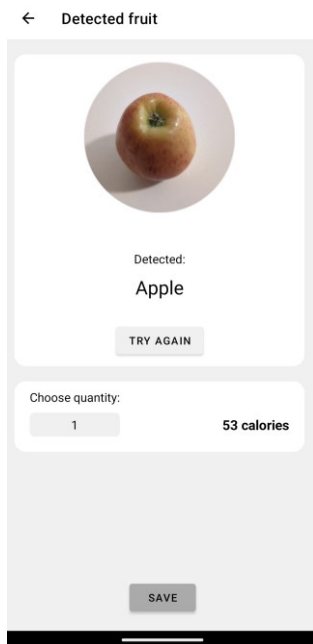 Detected fruit
Detected:
Apple
TRY AGAIN
Choose quantity:
1
53 calories
SAVE